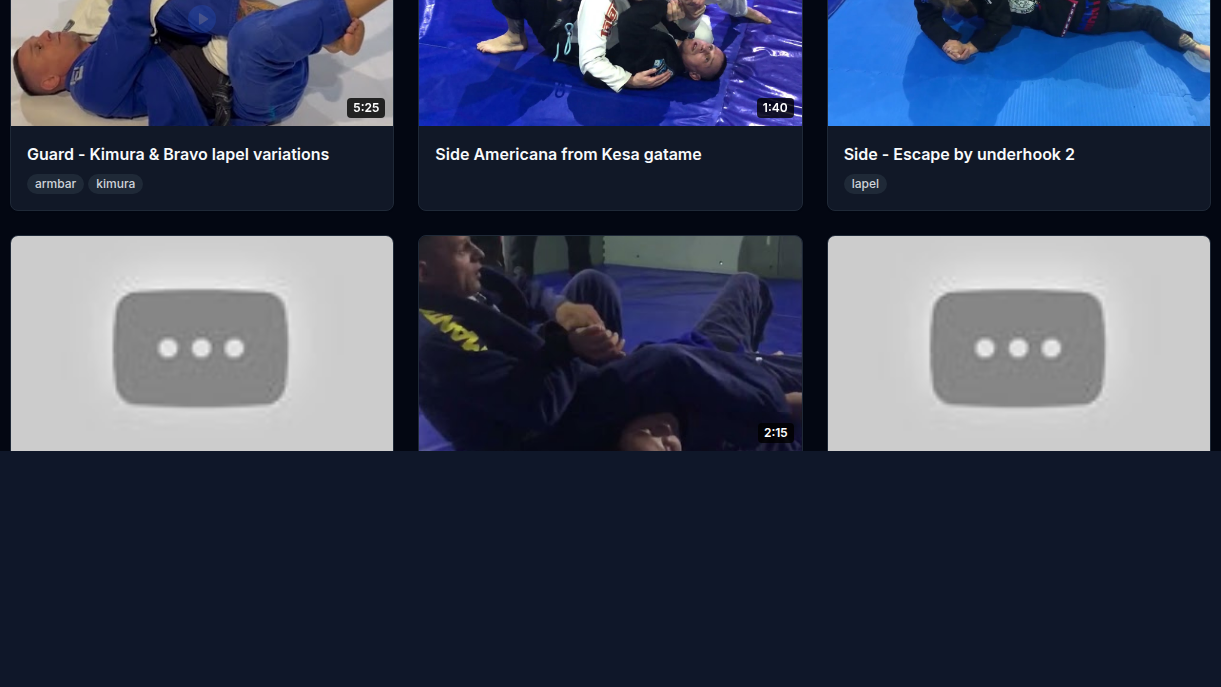 5:25
1:40
Guard - Kimura & Bravo lapel variations
armbar
kimura
Side Americana from Kesa gatame
Side - Escape by underhook 2
lapel
2:15